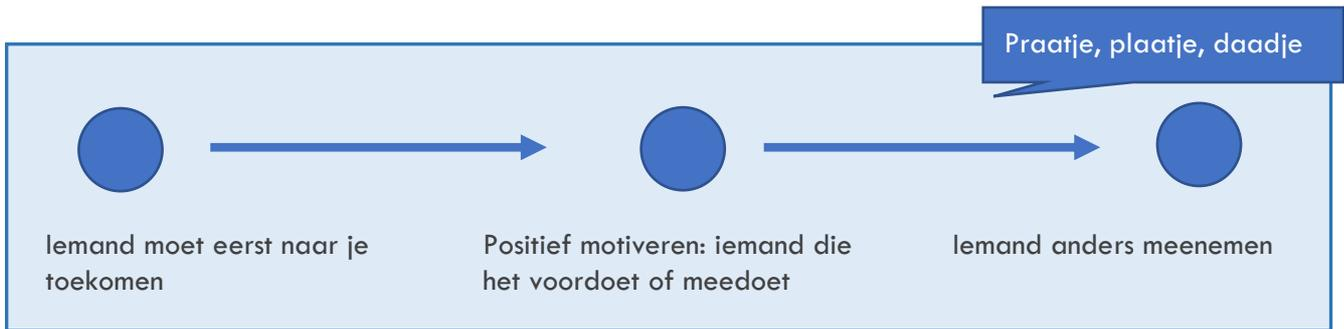 Praatje, plaatje, daadje
Iemand moet eerst naar je
toekomen
Positief motiveren: iemand die
het voordoet of meedoet
Iemand anders meenemen